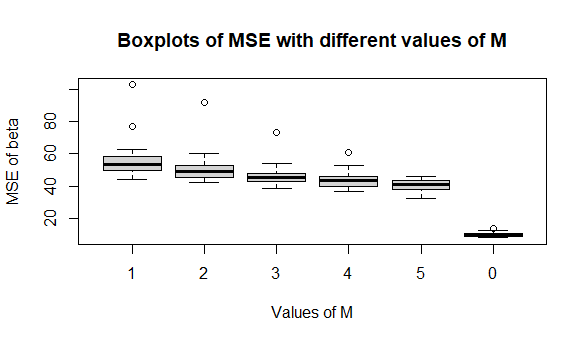 Boxplots of MSE with different values of M
MSE of beta
80
60
40
20
1 2 3 4 5 0
Values of M